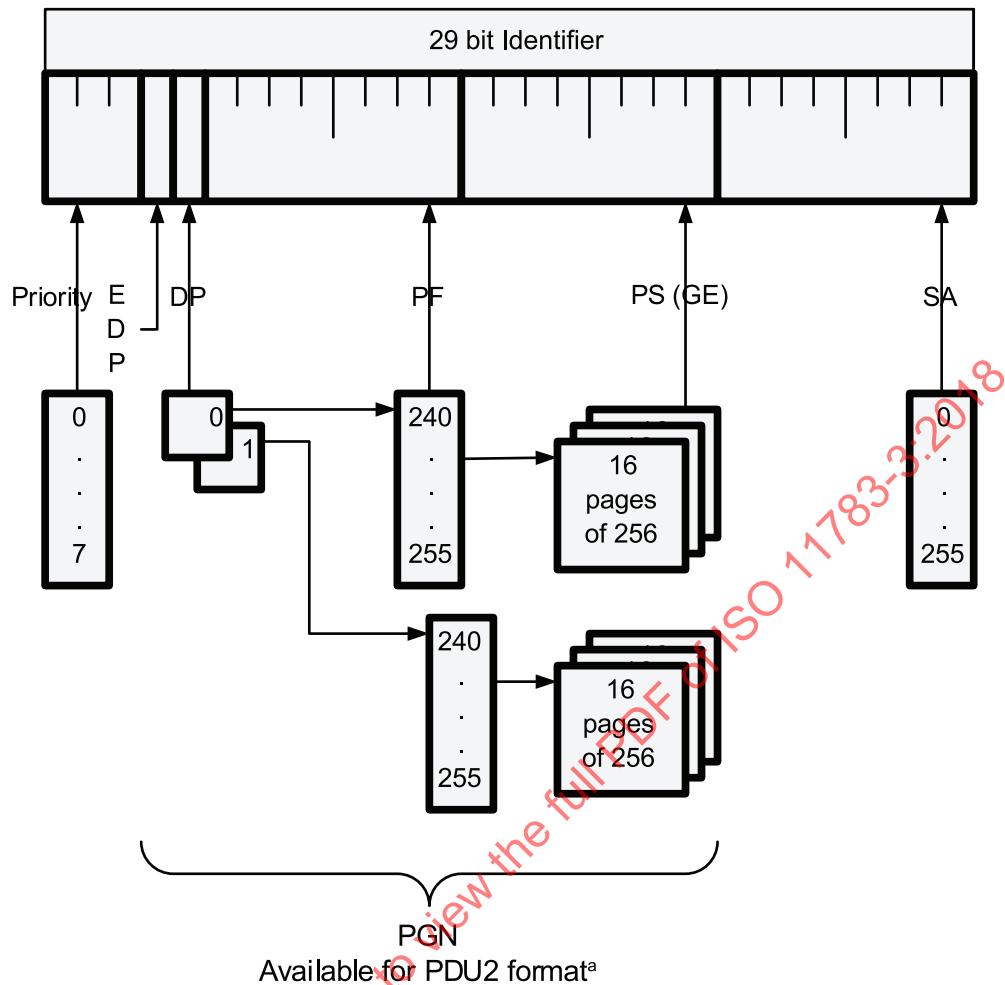 29 bit Identifier
Priority
E
D
P
DP
PF
PS (GE)
SA
0
.
.
.
7
0
1
240
.
.
.
255
16
pages
of 256
0
.
.
.
255
240
.
.
.
255
16
pages
of 256
PGN
Available for PDU2 formatᵃ
to view the full PDF of ISO 11783-3:2018